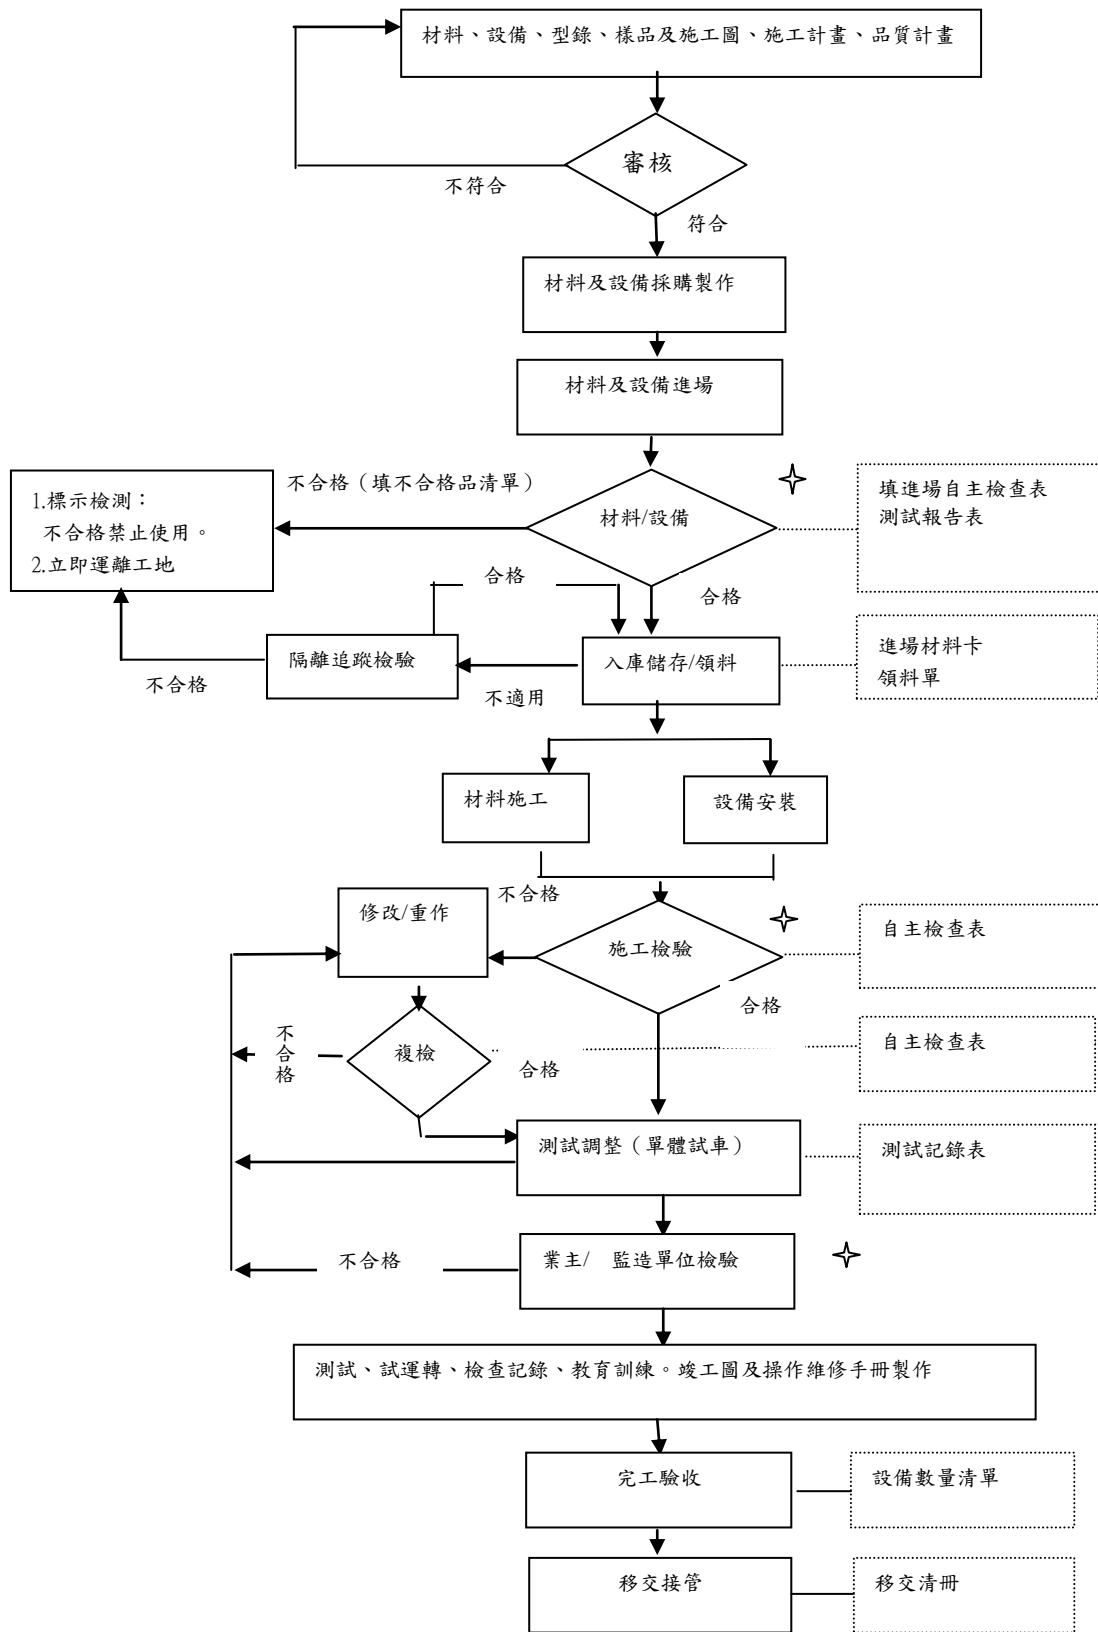 材料、設備、型錄、樣品及施工圖、施工計畫、品質計畫
審核
不符合
符合
材料及設備採購製作
材料及設備進場
不合格（填不合格品清單）
1.標示檢測：
不合格禁止使用。
2.立即運離工地
材料/設備
填進場自主檢查表
測試報告表
合格
合格
隔離追蹤檢驗
入庫儲存/領料
進場材料卡
領料單
不合格
不適用
材料施工
設備安裝
不合格
修改/重作
施工檢驗
自主檢查表
合格
不合格
複檢
合格
自主檢查表
測試調整（單體試車）
測試記錄表
不合格
業主/ 監造單位檢驗
測試、試運轉、檢查記錄、教育訓練。竣工圖及操作維修手冊製作
完工驗收
設備數量清單
移交接管
移交清冊